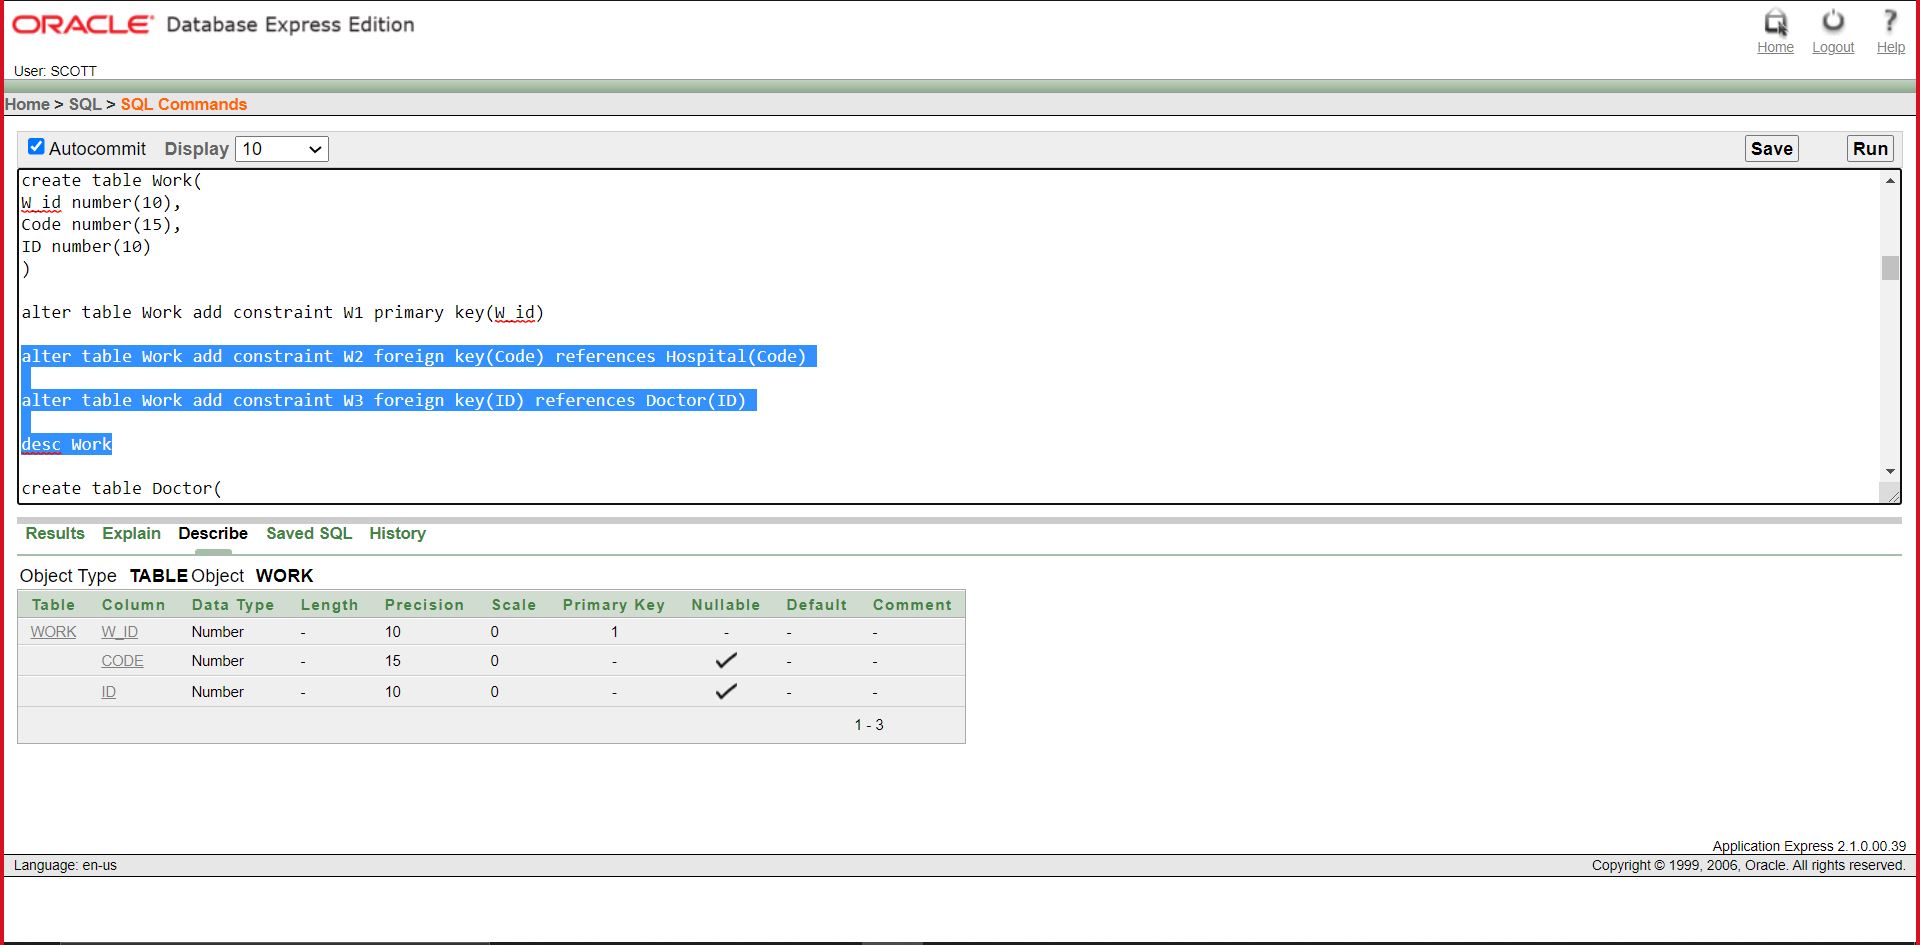 ORACLE® Database Express Edition
Home Logout Help
User: SCOTT
Home > SQL > SQL Commands
Autocommit Display 10 Save Run
create table Work(
W_id number(10),
Code number(15),
ID number(10)
)
alter table Work add constraint W1 primary key(W_id)
alter table Work add constraint W2 foreign key(Code) references Hospital(Code)
alter table Work add constraint W3 foreign key(ID) references Doctor(ID)
desc Work
create table Doctor(
Results Explain Describe Saved SQL History
Object Type TABLE Object WORK
Table Column Data Type Length Precision Scale Primary Key Nullable Default Comment
WORK W_ID Number - 10 0 1 - - -
CODE Number - 15 0 - - -
ID Number - 10 0 - - -
1 - 3
Application Express 2.1.0.00.39
Language: en-us Copyright © 1999, 2006, Oracle. All rights reserved.